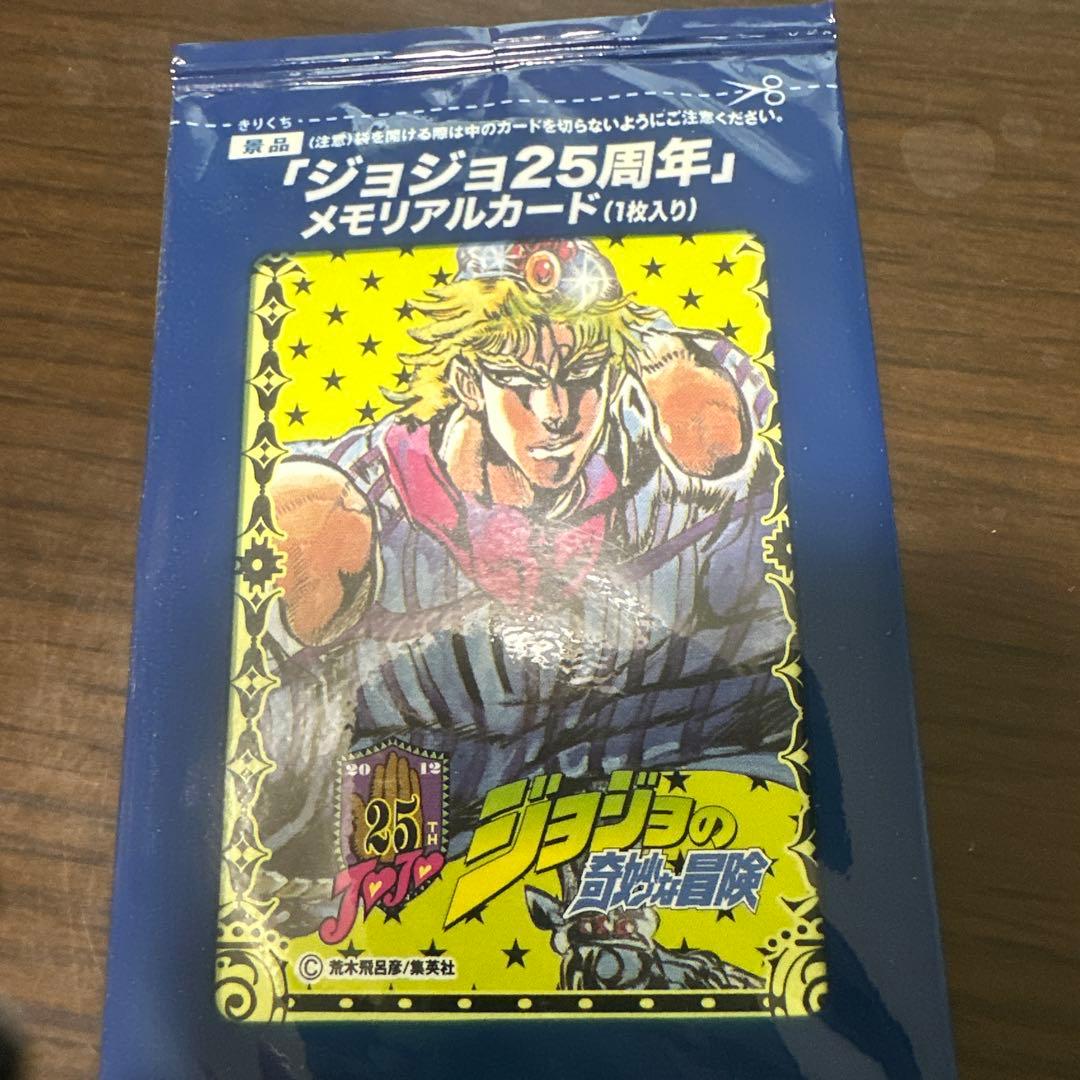 きりくち
景品 (注意)袋を開ける際は中のカードを切らないようにご注意ください。
「ジョジョ25周年」
メモリアルカード(1枚入り)
2012
25TH
JoJo
ジョジョの
奇妙な冒険
©荒木飛呂彦/集英社